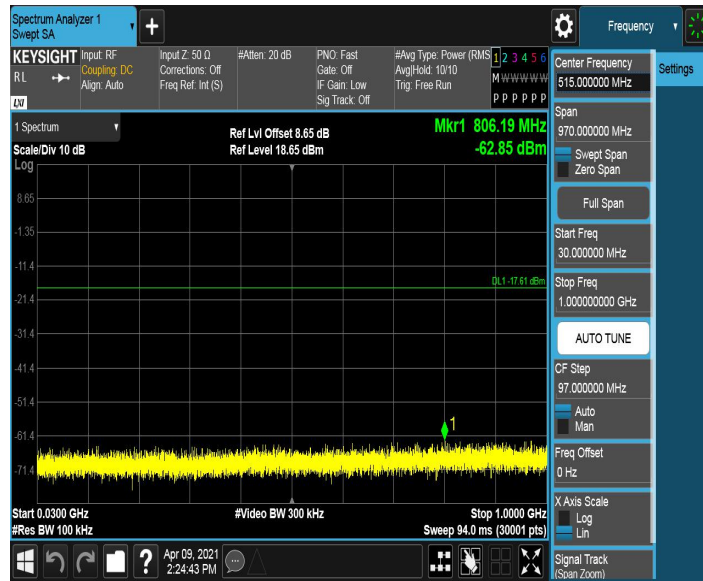 Spectrum Analyzer 1
Swept SA
Frequency
KEYSIGHT
RL
LXI
Input: RF
Coupling: DC
Align: Auto
Input Z: 50 Ω
Corrections: Off
Freq Ref: Int (S)
#Atten: 20 dB
PNO: Fast
Gate: Off
IF Gain: Low
Sig Track: Off
#Avg Type: Power (RMS
Avg|Hold: 10/10
Trig: Free Run
1 2 3 4 5 6
M W W W W W
P P P P P P
1 Spectrum
Scale/Div 10 dB
Log
Ref Lvl Offset 8.65 dB
Ref Level 18.65 dBm
Mkr1 806.19 MHz
-62.85 dBm
8.65
-1.35
-11.4
DL1 -17.61 dBm
-21.4
-31.4
-41.4
-51.4
1
-61.4
-71.4
Start 0.0300 GHz
#Video BW 300 kHz
Stop 1.0000 GHz
#Res BW 100 kHz
Sweep 94.0 ms (30001 pts)
?
Apr 09, 2021
2:24:43 PM
Center Frequency
515.000000 MHz
Settings
Span
970.000000 MHz
Swept Span
Zero Span
Full Span
Start Freq
30.000000 MHz
Stop Freq
1.000000000 GHz
AUTO TUNE
CF Step
97.000000 MHz
Auto
Man
Freq Offset
0 Hz
X Axis Scale
Log
Lin
Signal Track
(Span Zoom)